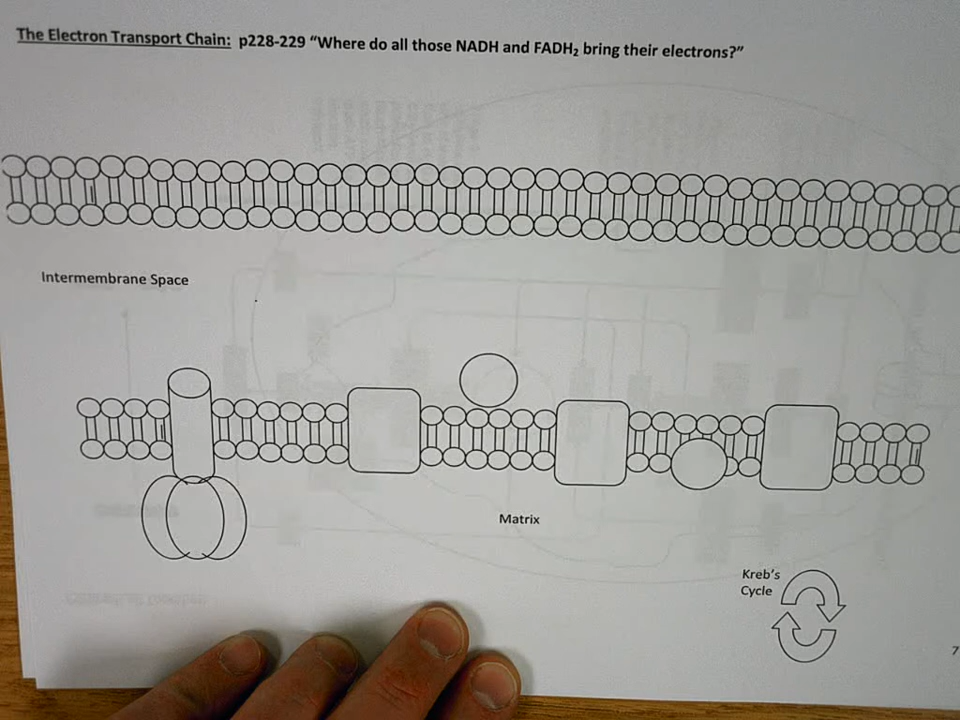 The Electron Transport Chain: p228-229 “Where do all those NADH and FADH₂ bring their electrons?”
Intermembrane Space
Matrix
Kreb’s
Cycle
7